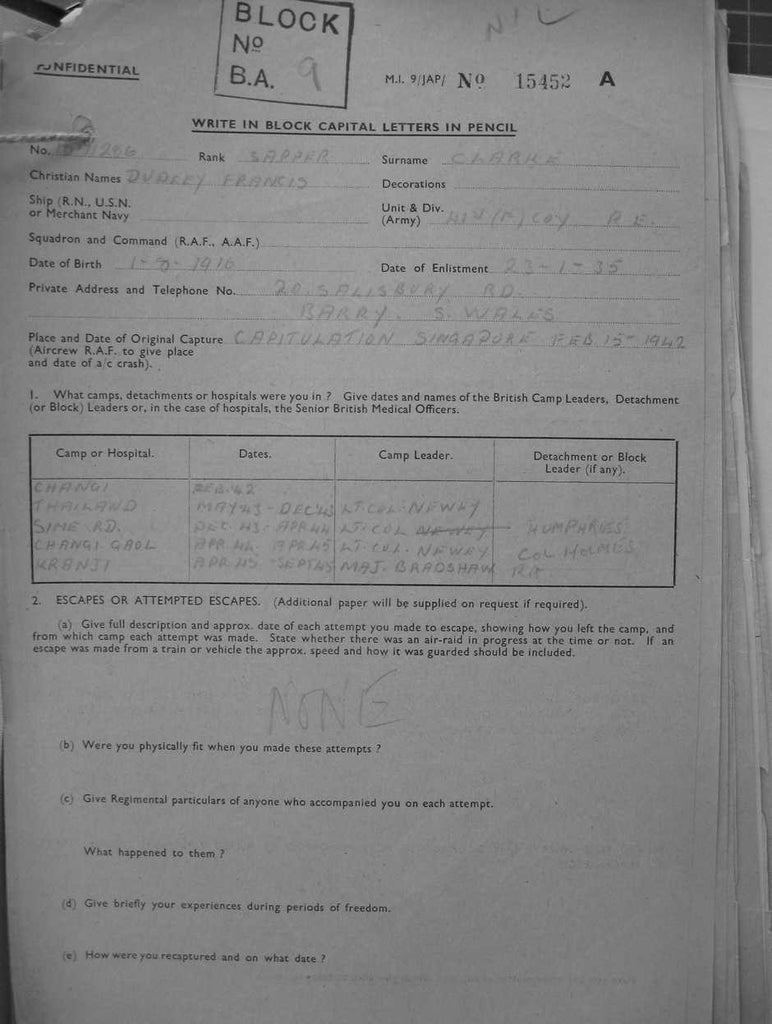 NIL
BLOCK
No
B.A. 9
CONFIDENTIAL
M.I. 9/JAP/ No 15452 A
WRITE IN BLOCK CAPITAL LETTERS IN PENCIL
No. Rank SAPPER Surname CLARKE
Christian Names DUDLEY FRANCIS Decorations
Ship (R.N., U.S.N.
or Merchant Navy
Unit & Div.
(Army) COY R.E.
Squadron and Command (R.A.F., A.A.F.)
Date of Birth Date of Enlistment 23-1-35
Private Address and Telephone No. 20 SALISBURY RD.
BARRY. S. WALES
Place and Date of Original Capture CAPITULATION SINGAPORE FEB 15TH 1942
(Aircrew R.A.F. to give place
and date of a/c crash).
1. What camps, detachments or hospitals were you in ? Give dates and names of the British Camp Leaders, Detachment
(or Block) Leaders or, in the case of hospitals, the Senior British Medical Officers.
Camp or Hospital. Dates. Camp Leader. Detachment or Block
Leader (if any).
CHANGI FEB. 42
THAILAND MAY 43 - DEC 43 LT. COL. NEWEY
SIME RD. DEC. 43 - APR 44 LT. COL NEWEY HUMPHRIES
CHANGI GAOL APR. 44. APR 45 LT. COL. NEWEY COL HOLMES
KRANJI APR. 45 - SEPT 45 MAJ. BRADSHAW RA
2. ESCAPES OR ATTEMPTED ESCAPES. (Additional paper will be supplied on request if required).
(a) Give full description and approx. date of each attempt you made to escape, showing how you left the camp, and
from which camp each attempt was made. State whether there was an air-raid in progress at the time or not. If an
escape was made from a train or vehicle the approx. speed and how it was guarded should be included.
NONE
(b) Were you physically fit when you made these attempts ?
(c) Give Regimental particulars of anyone who accompanied you on each attempt.
What happened to them ?
(d) Give briefly your experiences during periods of freedom.
(e) How were you recaptured and on what date ?